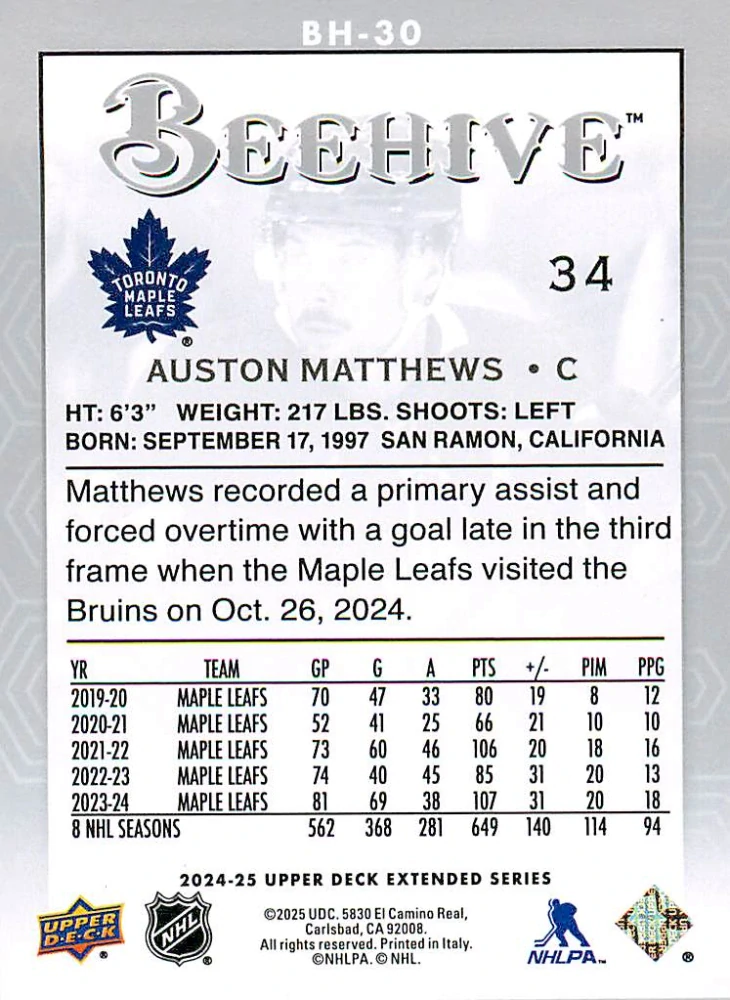 BH-30
BEEHIVE™
TORONTO
MAPLE
LEAFS
®
34
AUSTON MATTHEWS • C
HT: 6'3" WEIGHT: 217 LBS. SHOOTS: LEFT
BORN: SEPTEMBER 17, 1997 SAN RAMON, CALIFORNIA
Matthews recorded a primary assist and
forced overtime with a goal late in the third
frame when the Maple Leafs visited the
Bruins on Oct. 26, 2024.
YR TEAM GP G A PTS +/- PIM PPG
2019-20 MAPLE LEAFS 70 47 33 80 19 8 12
2020-21 MAPLE LEAFS 52 41 25 66 21 10 10
2021-22 MAPLE LEAFS 73 60 46 106 20 18 16
2022-23 MAPLE LEAFS 74 40 45 85 31 20 13
2023-24 MAPLE LEAFS 81 69 38 107 31 20 18
8 NHL SEASONS 562 368 281 649 140 114 94
2024-25 UPPER DECK EXTENDED SERIES
UPPER
D·E·C·K
®
NHL
®
©2025 UDC. 5830 El Camino Real,
Carlsbad, CA 92008.
All rights reserved. Printed in Italy.
©NHLPA. © NHL.
NHLPA™
®